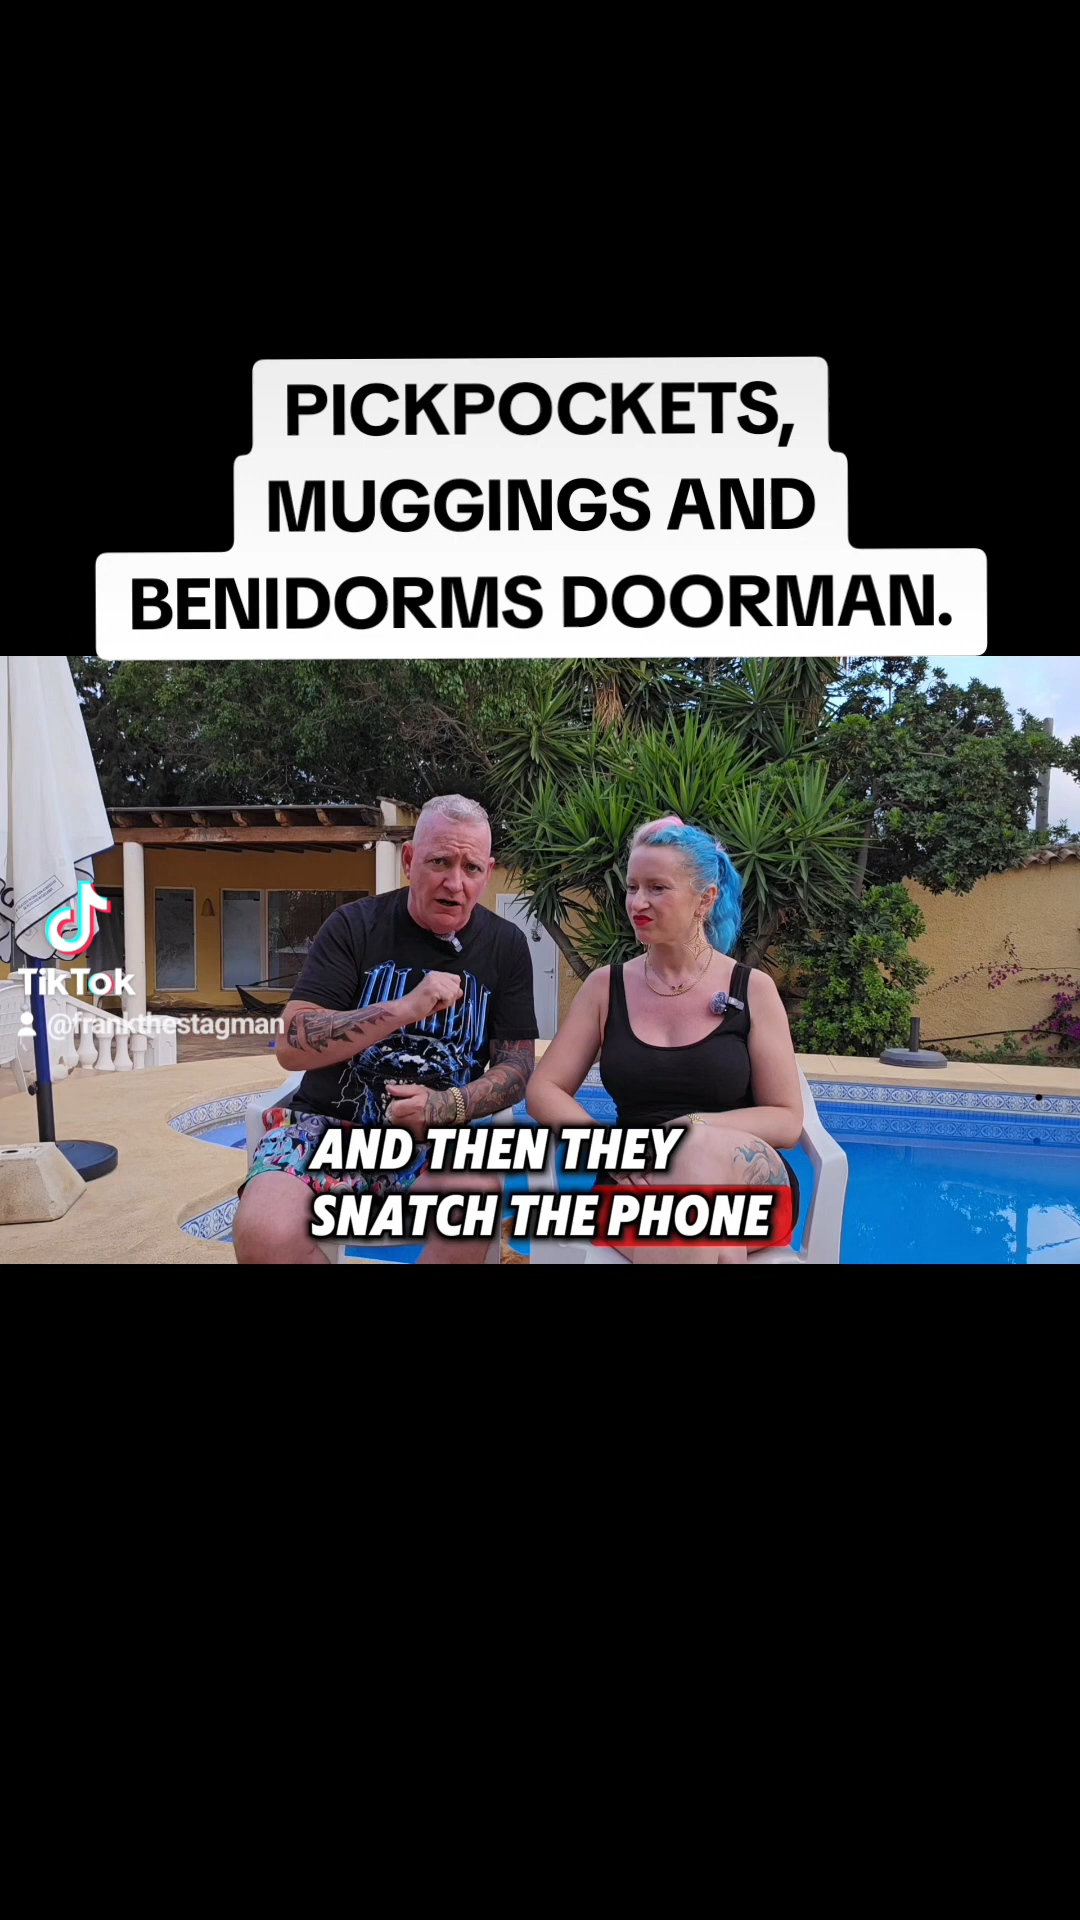 PICKPOCKETS,
MUGGINGS AND
BENIDORMS DOORMAN.
TikTok
@frankthestagman
AND THEN THEY
SNATCH THE PHONE